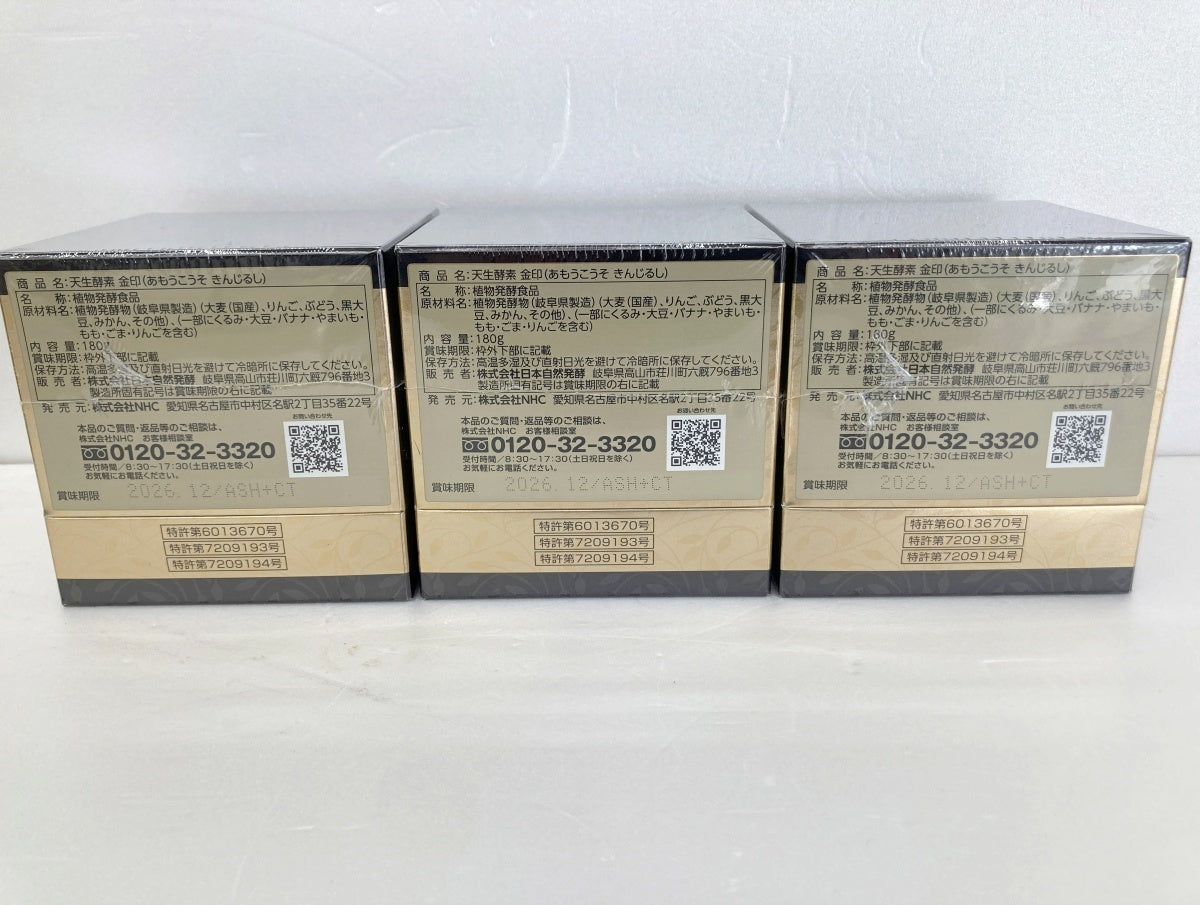 商 品 名:天生酵素 金印(あもうこうそ きんじるし)
名 称:植物発酵食品
原材料名:植物発酵物(岐阜県製造)(大麦(国産)、りんご、ぶどう、黒大
豆、みかん、その他)、(一部にくるみ・大豆・バナナ・やまいも・
もも・ごま・りんごを含む)
内 容 量:180g
賞味期限:枠外下部に記載
保存方法:高温多湿及び直射日光を避けて冷暗所に保存してください。
販 売 者:株式会社日本自然発酵 岐阜県高山市荘川町六厩796番地3
製造所固有記号は賞味期限の右に記載
発 売 元:株式会社NHC 愛知県名古屋市中村区名駅2丁目35番22号
お問い合わせ先
本品のご質問・返品等のご相談は、
株式会社NHC お客様相談室
0120-32-3320
受付時間/8:30~17:30(土日祝日を除く)
お気軽にお電話ください。
賞味期限 2026.12/ASH+CT
特許第6013670号
特許第7209193号
特許第7209194号
商 品 名:天生酵素 金印(あもうこうそ きんじるし)
名 称:植物発酵食品
原材料名:植物発酵物(岐阜県製造)(大麦(国産)、りんご、ぶどう、黒大
豆、みかん、その他)、(一部にくるみ・大豆・バナナ・やまいも・
もも・ごま・りんごを含む)
内 容 量:180g
賞味期限:枠外下部に記載
保存方法:高温多湿及び直射日光を避けて冷暗所に保存してください。
販 売 者:株式会社日本自然発酵 岐阜県高山市荘川町六厩796番地3
製造所固有記号は賞味期限の右に記載
発 売 元:株式会社NHC 愛知県名古屋市中村区名駅2丁目35番22号
お問い合わせ先
本品のご質問・返品等のご相談は、
株式会社NHC お客様相談室
0120-32-3320
受付時間/8:30~17:30(土日祝日を除く)
お気軽にお電話ください。
賞味期限 2026.12/ASH+CT
特許第6013670号
特許第7209193号
特許第7209194号
商 品 名:天生酵素 金印(あもうこうそ きんじるし)
名 称:植物発酵食品
原材料名:植物発酵物(岐阜県製造)(大麦(国産)、りんご、ぶどう、黒大
豆、みかん、その他)、(一部にくるみ・大豆・バナナ・やまいも・
もも・ごま・りんごを含む)
内 容 量:180g
賞味期限:枠外下部に記載
保存方法:高温多湿及び直射日光を避けて冷暗所に保存してください。
販 売 者:株式会社日本自然発酵 岐阜県高山市荘川町六厩796番地3
製造所固有記号は賞味期限の右に記載
発 売 元:株式会社NHC 愛知県名古屋市中村区名駅2丁目35番22号
お問い合わせ先
本品のご質問・返品等のご相談は、
株式会社NHC お客様相談室
0120-32-3320
受付時間/8:30~17:30(土日祝日を除く)
お気軽にお電話ください。
賞味期限 2026.12/ASH+CT
特許第6013670号
特許第7209193号
特許第7209194号